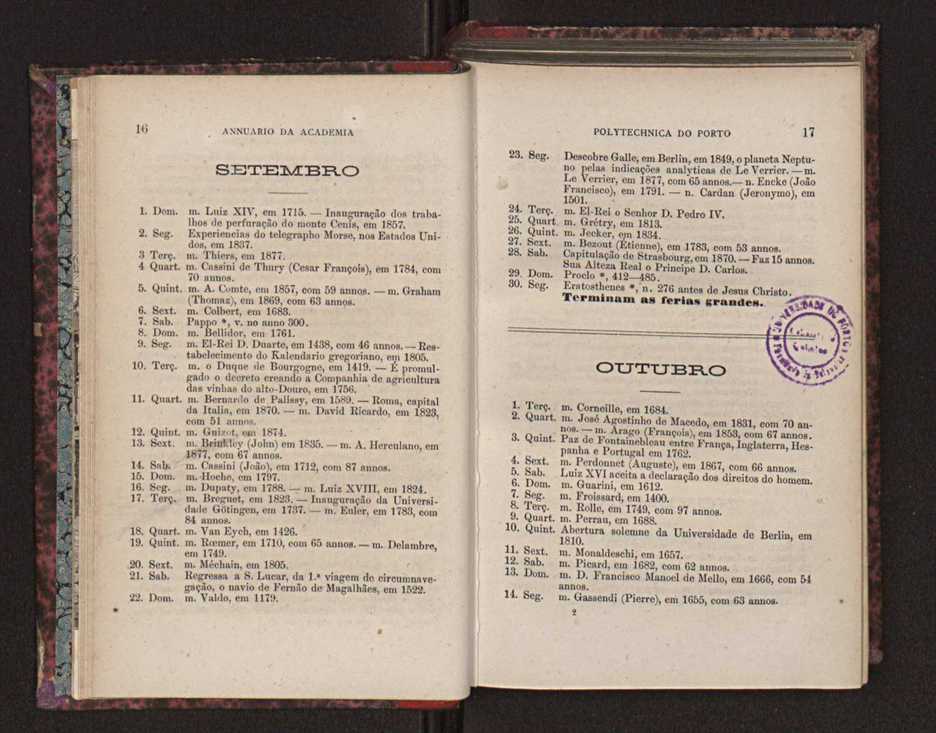 16
ANNUARIO DA ACADEMIA
SETEMBRO
1. Dom. m. Luiz XIV, em 1715. — Inauguração dos traba-
lhos de perfuração do monte Cenis, em 1857.
2. Seg. Experiencias do telegrapho Morse, nos Estados Uni-
dos, em 1837.
3 Terç. m. Thiers, em 1877.
4 Quart. m. Cassini de Thury (Cesar François), em 1784, com
70 annos.
5. Quint. m. A. Comte, em 1857, com 59 annos. — m. Graham
(Thomaz), em 1869, com 63 annos.
6. Sext. m. Colbert, em 1683.
7. Sab. Pappo *, v. no anno 300.
8. Dom. m. Bellidor, em 1761.
9. Seg. m. El-Rei D. Duarte, em 1438, com 46 annos. — Res-
tabelecimento do Kalendario gregoriano, em 1805.
10. Terç. m. o Duque de Bourgogne, em 1419. — É promul-
gado o decreto creando a Companhia de agricultura
das vinhas do alto-Douro, em 1756.
11. Quart. m. Bernardo de Palissy, em 1589. — Roma, capital
da Italia, em 1870. — m. David Ricardo, em 1823,
com 51 annos.
12. Quint. m. Guizot, em 1874.
13. Sext. m. Brinkley (John) em 1835. — m. A. Herculano, em
1877, com 67 annos.
14. Sab. m. Cassini (João), em 1712, com 87 annos.
15. Dom. m. Hoche, em 1797.
16. Seg. m. Dupaty, em 1788. — m. Luiz XVIII, em 1824.
17. Terç. m. Breguet, em 1823. — Inauguração da Universi-
dade Götingen, em 1737. — m. Euler, em 1783, com
84 annos.
18. Quart. m. Van Eych, em 1426.
19. Quint. m. Rœmer, em 1710, com 65 annos. — m. Delambre,
em 1749.
20. Sext. m. Méchain, em 1805.
21. Sab. Regressa a S. Lucar, da 1.ª viagem de circumnave-
gação, o navio de Fernão de Magalhães, em 1522.
22. Dom. m. Valdo, em 1179.
POLYTECHNICA DO PORTO
17
23. Seg. Descobre Galle, em Berlin, em 1849, o planeta Neptu-
no pelas indicações analyticas de Le Verrier. — m.
Le Verrier, em 1877, com 65 annos. — n. Encke (João
Francisco), em 1791. — n. Cardan (Jeronymo), em
1501.
24. Terç. m. El-Rei o Senhor D. Pedro IV.
25. Quart m. Grétry, em 1813.
26. Quint. m. Jecker, em 1834.
27. Sext. m. Bezout (Étienne), em 1783, com 53 annos.
28. Sab. Capitulação de Strasbourg, em 1870. — Faz 15 annos.
Sua Alteza Real o Principe D. Carlos.
29. Dom. Proclo *, 412—485.
30. Seg. Eratosthenes *, n. 276 antes de Jesus Christo.
Terminam as ferias grandes.
OUTUBRO
1. Terç. m. Corneille, em 1684.
2. Quart. m. José Agostinho de Macedo, em 1831, com 70 an-
nos. — m. Arago (François), em 1853, com 67 annos.
3. Quint. Paz de Fontainebleau entre França, Inglaterra, Hes-
panha e Portugal em 1762.
4. Sext. m. Perdonnet (Auguste), em 1867, com 66 annos.
5. Sab. Luiz XVI aceita a declaração dos direitos do homem.
6. Dom. m. Guarini, em 1612.
7. Seg. m. Froissard, em 1400.
8. Terç. m. Rolle, em 1749, com 97 annos.
9. Quart. m. Perrau, em 1688.
10. Quint. Abertura solemne da Universidade de Berlin, em
1810.
11. Sext. m. Monaldeschi, em 1657.
12. Sab. m. Picard, em 1682, com 62 annos.
13. Dom. m. D. Francisco Manoel de Mello, em 1666, com 54
annos.
14. Seg. m. Gassendi (Pierre), em 1655, com 63 annos.
2